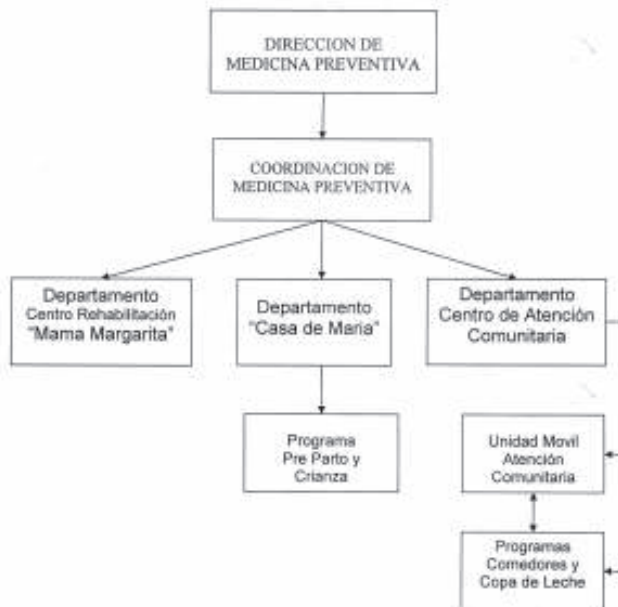 DIRECCION DE
MEDICINA PREVENTIVA
COORDINACION DE
MEDICINA PREVENTIVA
Departamento
Centro Rehabilitación
"Mama Margarita"
Departamento
"Casa de Maria"
Departamento
Centro de Atención
Comunitaria
Programa
Pre Parto y
Crianza
Unidad Movil
Atención
Comunitaria
Programas
Comedores y
Copa de Leche